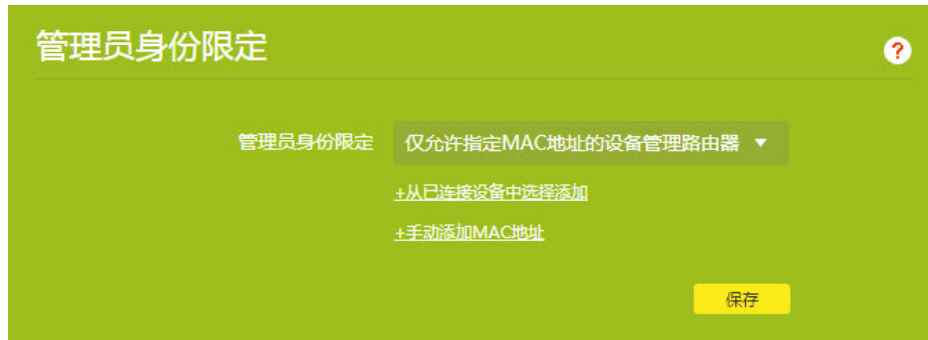 管理员身份限定
?
管理员身份限定 仅允许指定MAC地址的设备管理路由器
+从已连接设备中选择添加
+手动添加MAC地址
保存